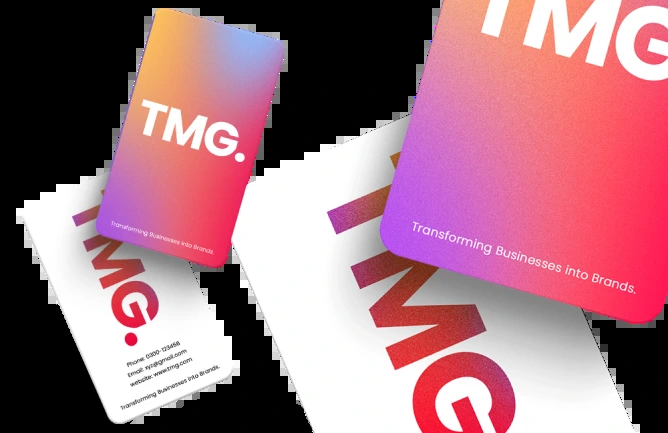 TMG.
Transforming Businesses into Brands.
TMG.
Phone: 0300-123456
Email: xyz@gmail.com
website: www.tmg.com
Transforming Businesses into Brands.
TMG
Transforming Businesses into Brands.
TMG